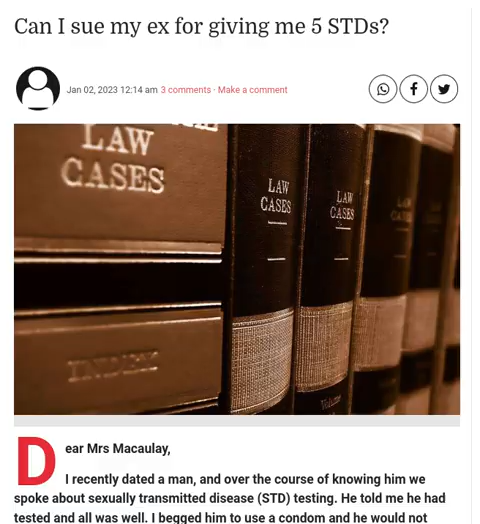 Can I sue my ex for giving me 5 STDs?
Jan 02, 2023 12:14 am 3 comments · Make a comment
LAW
CASES
INDEX
LAW
CASES
LAW
CASES
Dear Mrs Macaulay,
I recently dated a man, and over the course of knowing him we
spoke about sexually transmitted disease (STD) testing. He told me he had
tested and all was well. I begged him to use a condom and he would not